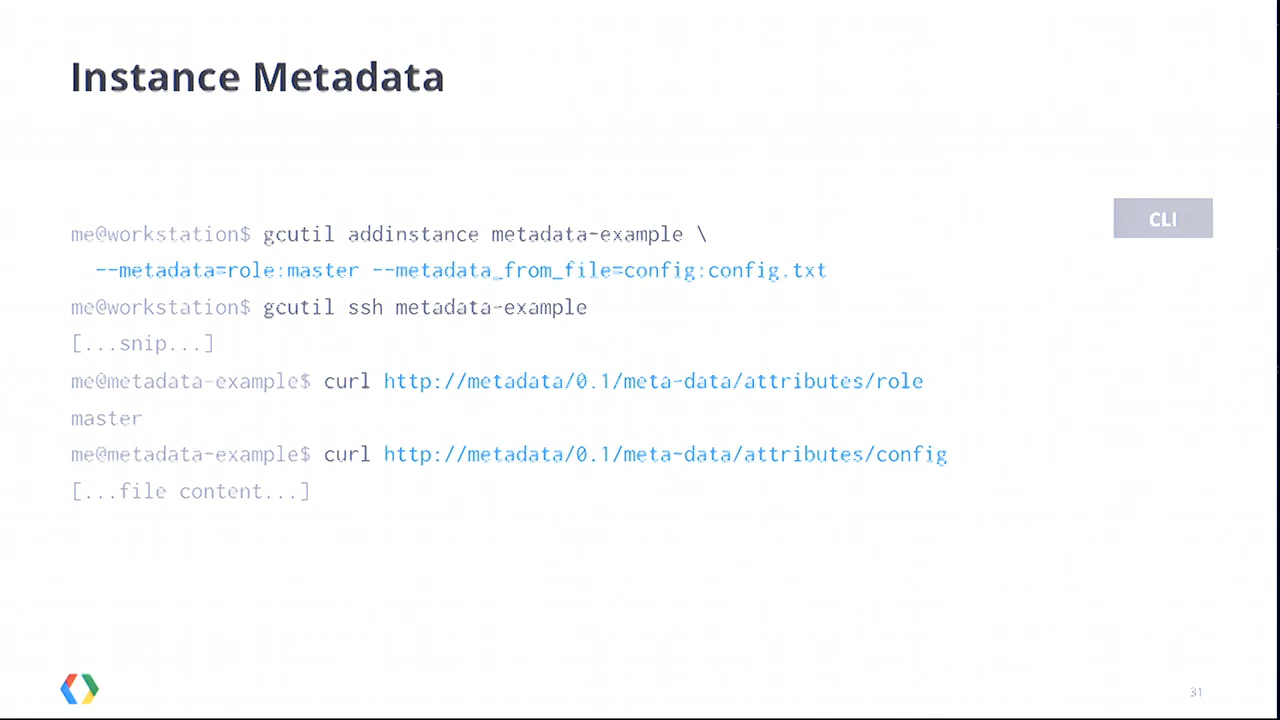 Instance Metadata
CLI
me@workstation$ gcutil addinstance metadata-example \
--metadata=role:master --metadata_from_file=config:config.txt
me@workstation$ gcutil ssh metadata-example
[...snip...]
me@metadata-example$ curl http://metadata/0.1/meta-data/attributes/role
master
me@metadata-example$ curl http://metadata/0.1/meta-data/attributes/config
[...file content...]
31